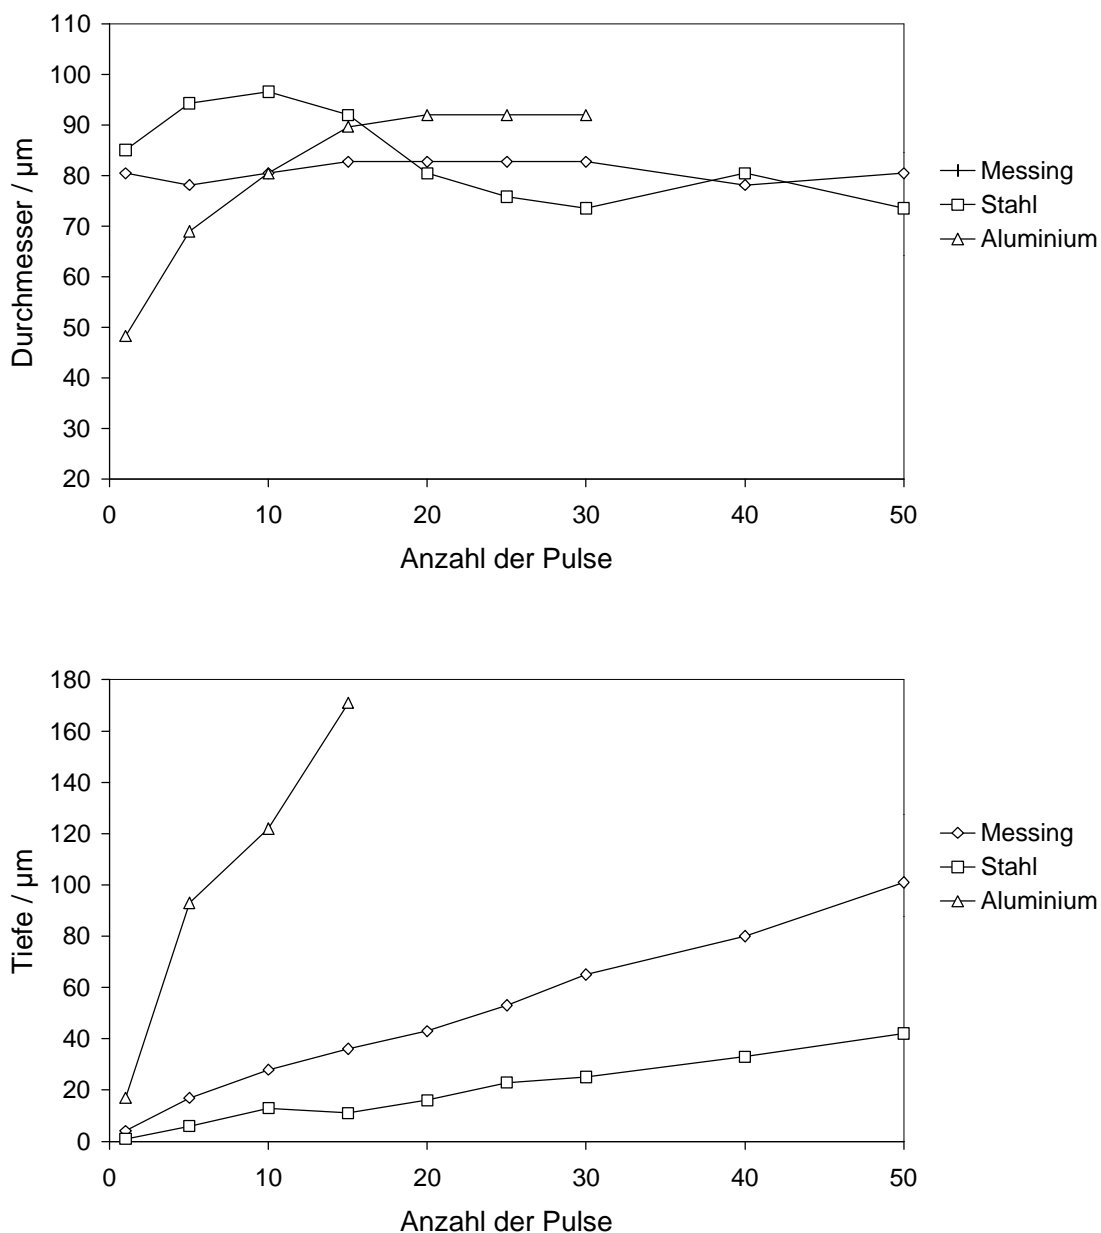 110
100
90
80
70
60
50
40
30
20
Durchmesser / µm
0 10 20 30 40 50
Anzahl der Pulse
Messing
Stahl
Aluminium
180
160
140
120
100
80
60
40
20
0
Tiefe / µm
0 10 20 30 40 50
Anzahl der Pulse
Messing
Stahl
Aluminium